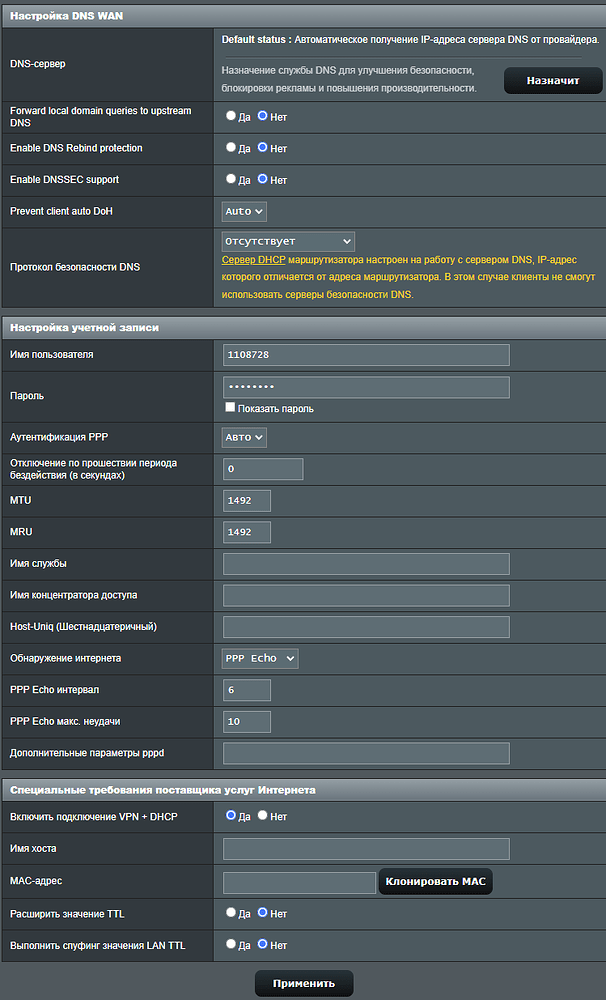 Настройка DNS WAN
DNS-сервер
Default status : Автоматическое получение IP-адреса сервера DNS от провайдера.
Назначение службы DNS для улучшения безопасности,
блокировки рекламы и повышения производительности.
Назначит
Forward local domain queries to upstream
DNS
Да Нет
Enable DNS Rebind protection
Да Нет
Enable DNSSEC support
Да Нет
Prevent client auto DoH
Auto
Протокол безопасности DNS
Отсутствует
Сервер DHCP маршрутизатора настроен на работу с сервером DNS, IP-адрес
которого отличается от адреса маршрутизатора. В этом случае клиенты не смогут
использовать серверы безопасности DNS.
Настройка учетной записи
Имя пользователя
1108728
Пароль
••••••••
Показать пароль
Аутентификация PPP
Авто
Отключение по прошествии периода
бездействия (в секундах)
0
MTU
1492
MRU
1492
Имя службы
Имя концентратора доступа
Host-Uniq (Шестнадцатеричный)
Обнаружение интернета
PPP Echo
PPP Echo интервал
6
PPP Echo макс. неудачи
10
Дополнительные параметры pppd
Специальные требования поставщика услуг Интернета
Включить подключение VPN + DHCP
Да Нет
Имя хоста
MAC-адрес
Клонировать MAC
Расширить значение TTL
Да Нет
Выполнить спуфинг значения LAN TTL
Да Нет
Применить